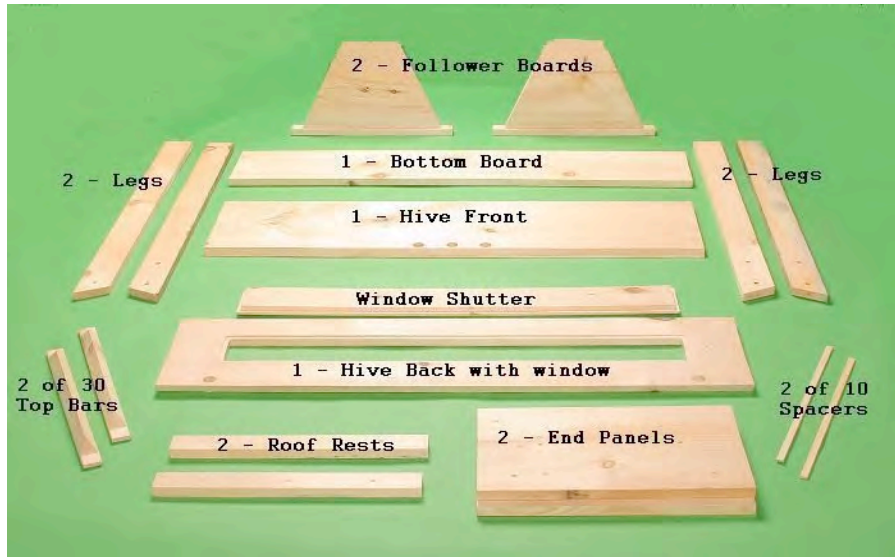 2 - Follower Boards
1 - Bottom Board
2 - Legs
2 - Legs
1 - Hive Front
Window Shutter
1 - Hive Back with window
2 of 30
Top Bars
2 of 10
Spacers
2 - Roof Rests
2 - End Panels